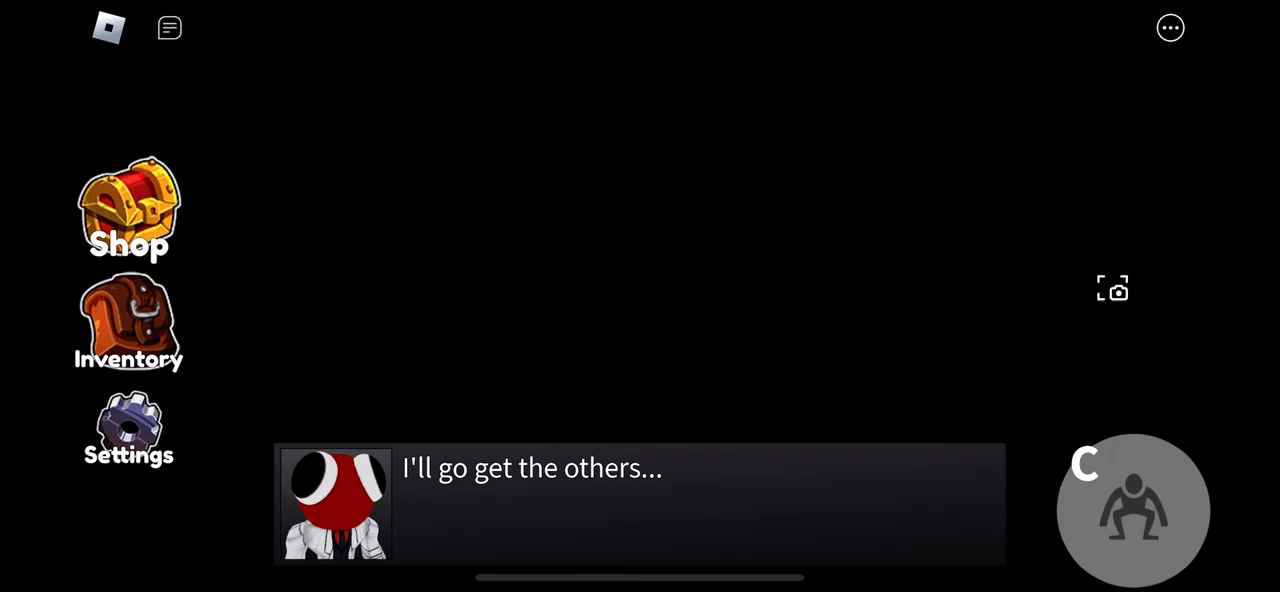 Shop
Inventory
Settings
I'll go get the others...
C